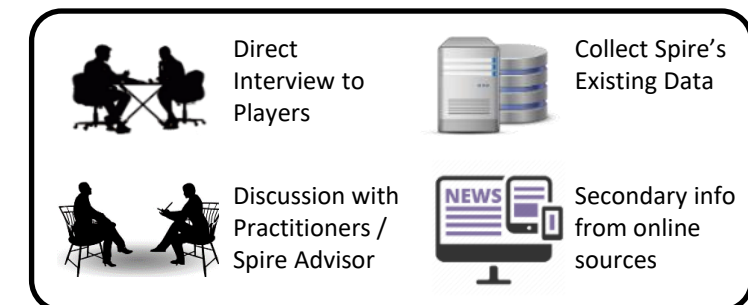 Direct
Interview to
Players
Collect Spire's
Existing Data
Discussion with
Practitioners /
Spire Advisor
NEWS
Secondary info
from online
sources